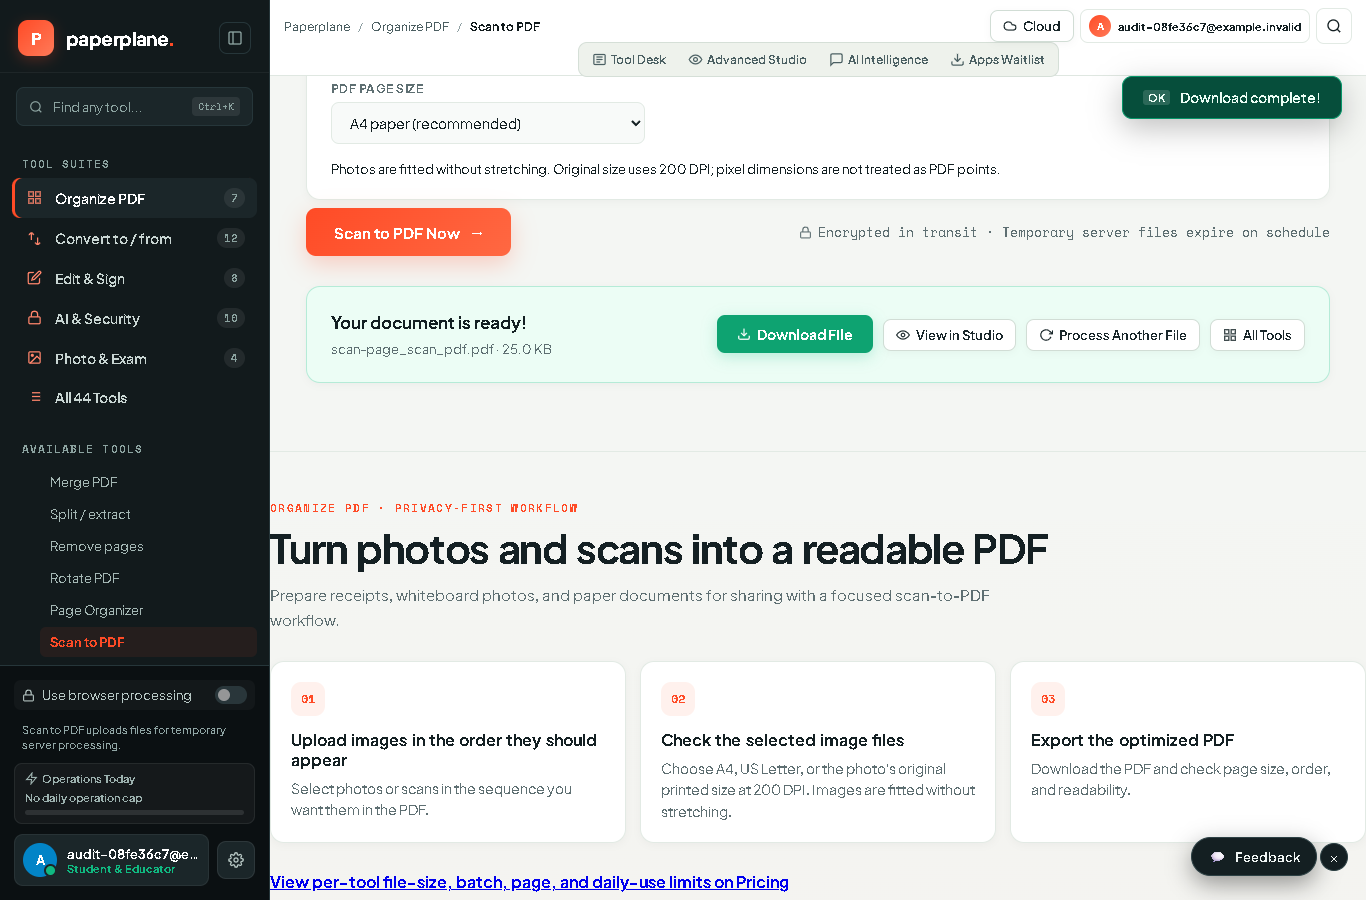 P paperplane.
Find any tool... Ctrl+K
TOOL SUITES
Organize PDF 7
Convert to / from 12
Edit & Sign 8
AI & Security 10
Photo & Exam 4
All 44 Tools
AVAILABLE TOOLS
Merge PDF
Split / extract
Remove pages
Rotate PDF
Page Organizer
Scan to PDF
Use browser processing
Scan to PDF uploads files for temporary
server processing.
Operations Today
No daily operation cap
A audit-08fe36c7@e...
Student & Educator
Paperplane / Organize PDF / Scan to PDF
Cloud
A audit-08fe36c7@example.invalid
Tool Desk Advanced Studio AI Intelligence Apps Waitlist
OK Download complete!
PDF PAGE SIZE
A4 paper (recommended)
Photos are fitted without stretching. Original size uses 200 DPI; pixel dimensions are not treated as PDF points.
Scan to PDF Now →
Encrypted in transit · Temporary server files expire on schedule
Your document is ready!
scan-page_scan_pdf.pdf · 25.0 KB
Download File View in Studio Process Another File All Tools
ORGANIZE PDF · PRIVACY-FIRST WORKFLOW
Turn photos and scans into a readable PDF
Prepare receipts, whiteboard photos, and paper documents for sharing with a focused scan-to-PDF
workflow.
01
Upload images in the order they should
appear
Select photos or scans in the sequence you
want them in the PDF.
02
Check the selected image files
Choose A4, US Letter, or the photo's original
printed size at 200 DPI. Images are fitted without
stretching.
03
Export the optimized PDF
Download the PDF and check page size, order,
and readability.
View per-tool file-size, batch, page, and daily-use limits on Pricing
Feedback ×